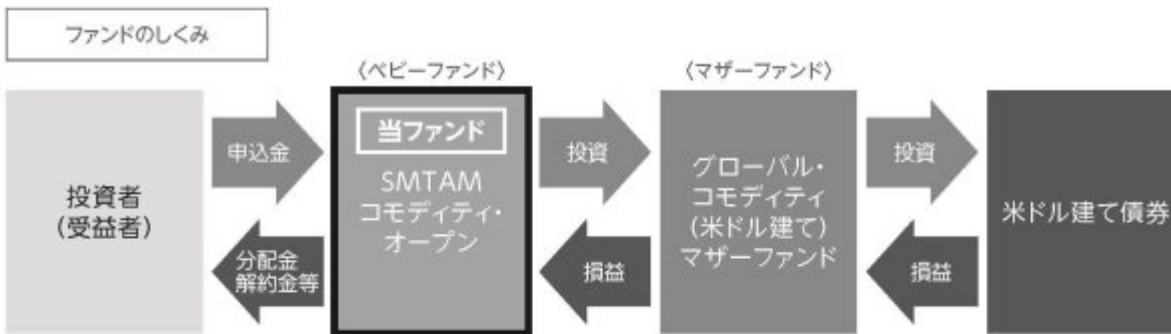 ファンドのしくみ
〈ベビーファンド〉
〈マザーファンド〉
投資者
(受益者)
申込金
分配金
解約金等
当ファンド
SMTAM
コモディティ・
オープン
投資
損益
グローバル・
コモディティ
(米ドル建て)
マザーファンド
投資
損益
米ドル建て債券